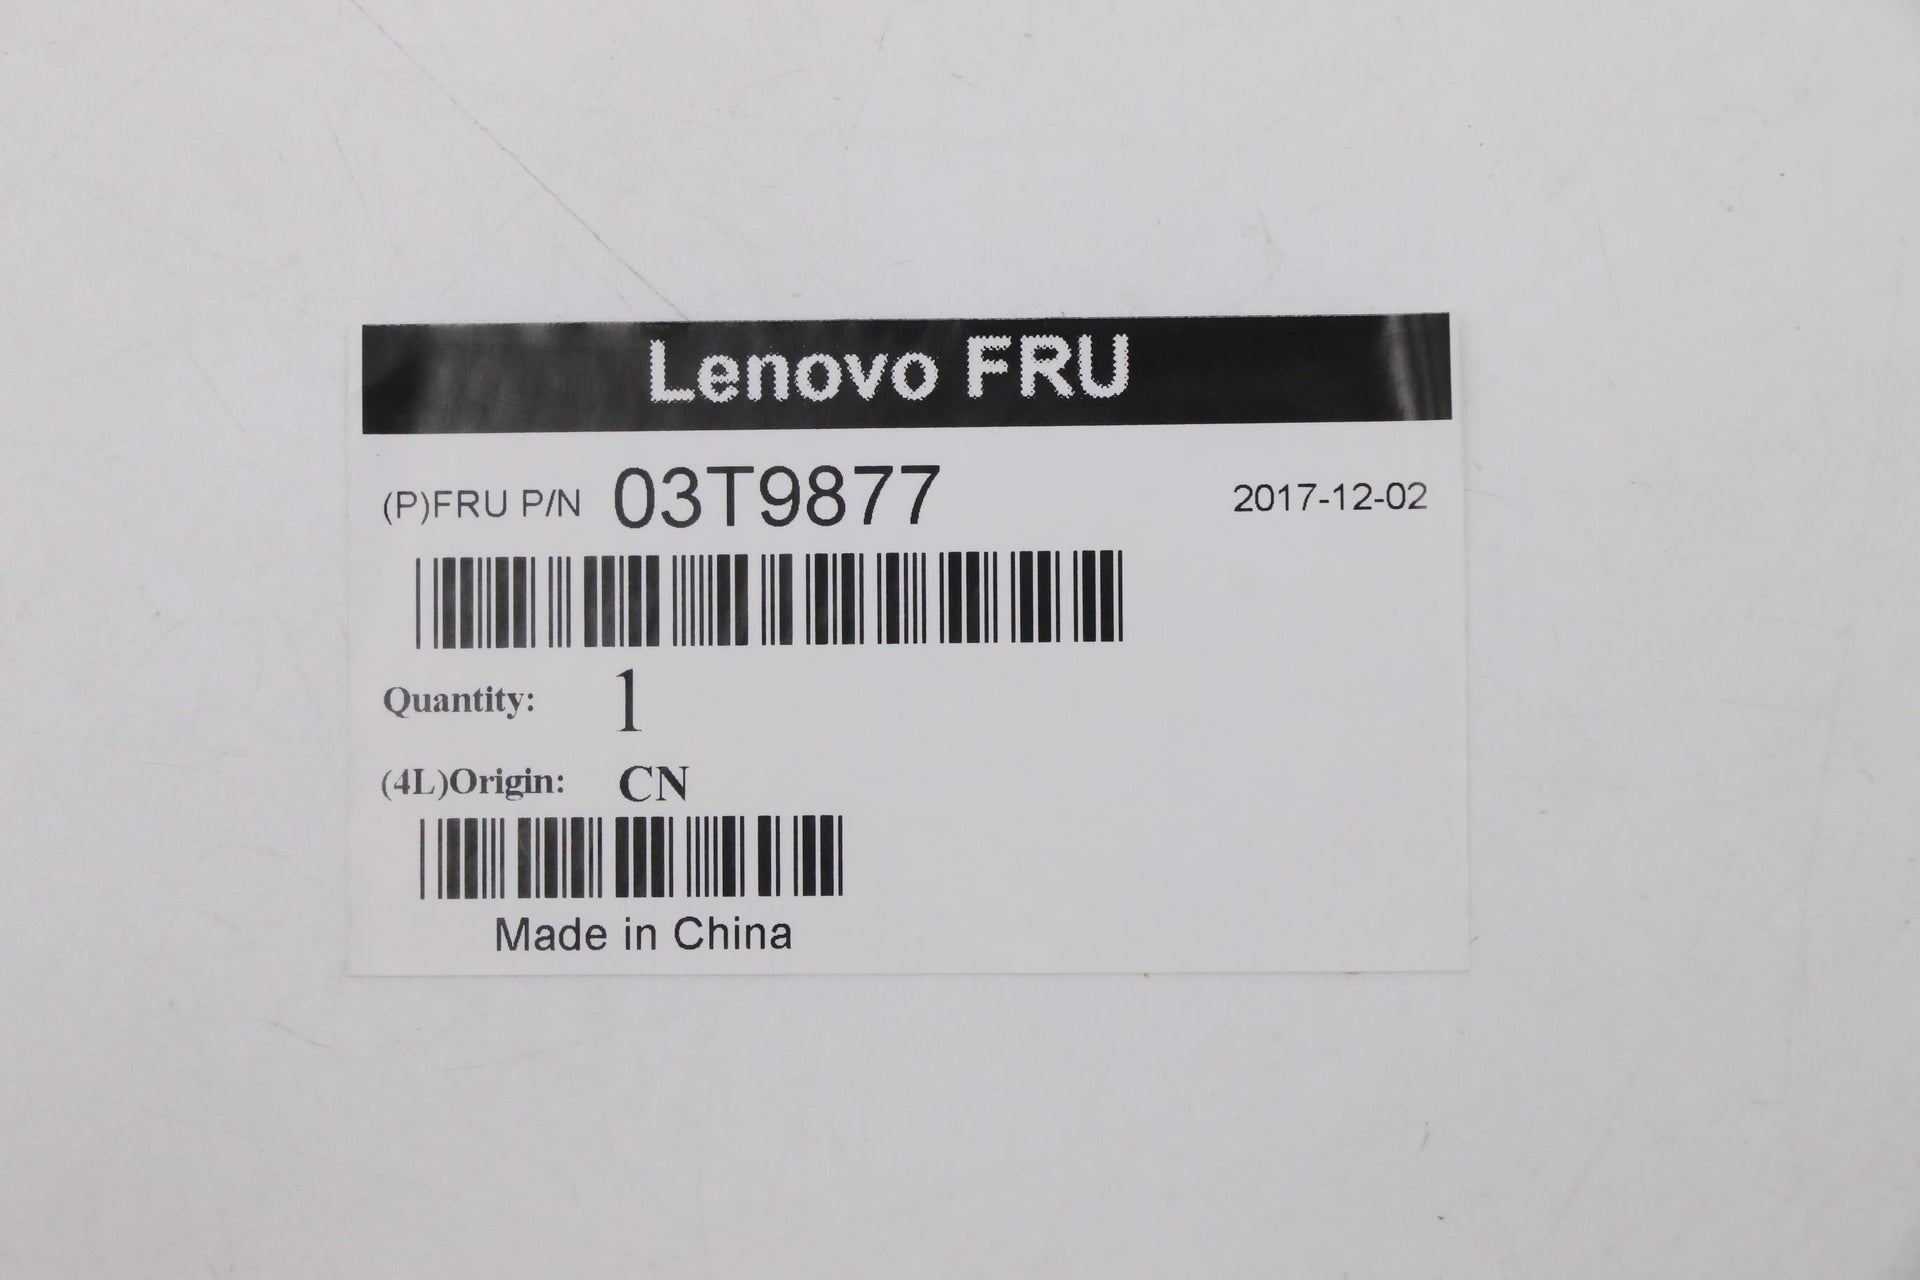 Lenovo FRU
(P)FRU P/N 03T9877 2017-12-02
Quantity: 1
(4L)Origin: CN
Made in China